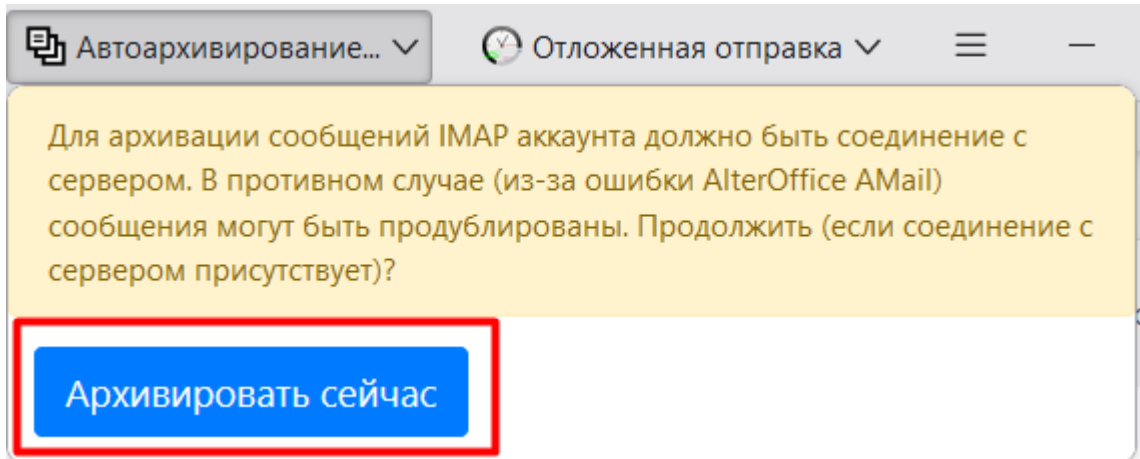 Автоархивирование... Отложенная отправка
Для архивации сообщений IMAP аккаунта должно быть соединение с
сервером. В противном случае (из-за ошибки AlterOffice AMail)
сообщения могут быть продублированы. Продолжить (если соединение с
сервером присутствует)?
Архивировать сейчас